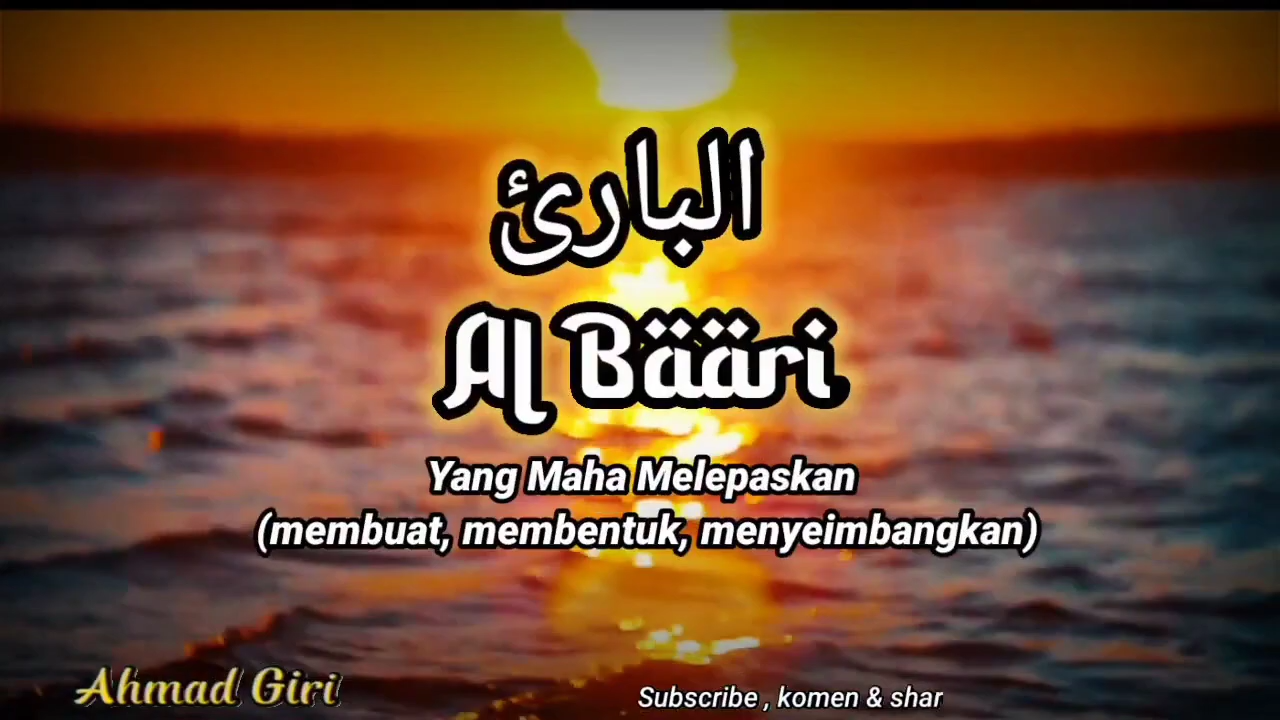 البارئ
Al Bääri
Yang Maha Melepaskan
(membuat, membentuk, menyeimbangkan)
Ahmad Giri
Subscribe , komen & shar